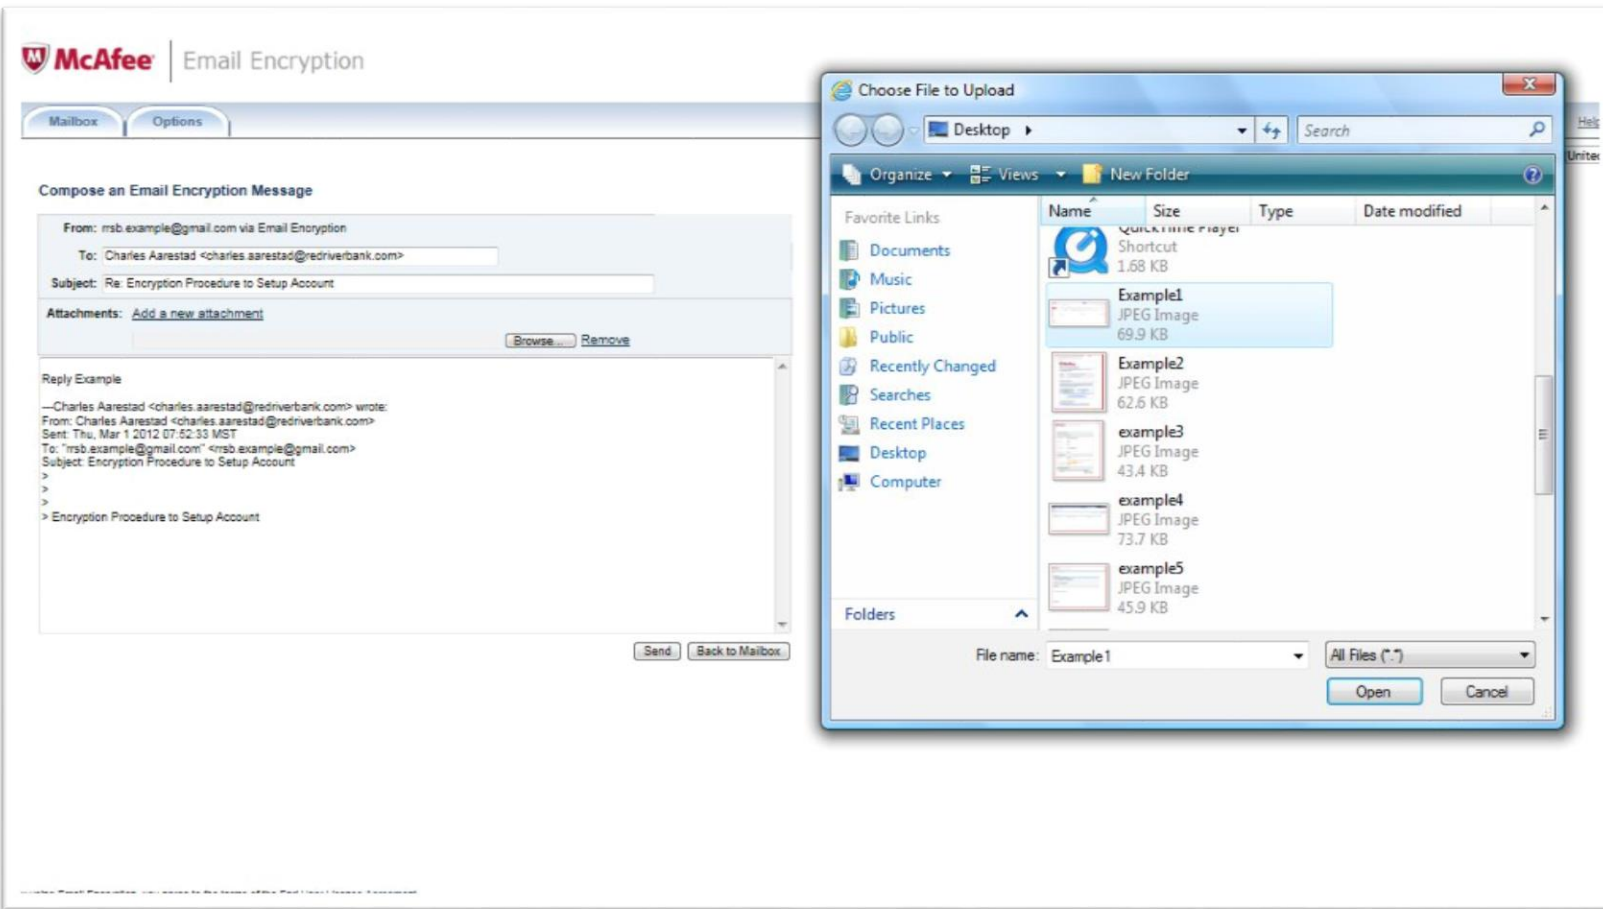 McAfee Email Encryption
Mailbox Options
Compose an Email Encryption Message
From: rrsb.example@gmail.com via Email Encryption
To: Charles Aarestad <charles.aarestad@redriverbank.com>
Subject: Re: Encryption Procedure to Setup Account
Attachments: Add a new attachment
Browse... Remove
Reply Example
—Charles Aarestad <charles.aarestad@redriverbank.com> wrote:
From: Charles Aarestad <charles.aarestad@redriverbank.com>
Sent: Thu, Mar 1 2012 07:52:33 MST
To: "rrsb.example@gmail.com" <rrsb.example@gmail.com>
Subject: Encryption Procedure to Setup Account
>
>
>
> Encryption Procedure to Setup Account
Send Back to Mailbox
Choose File to Upload
Desktop
Search
Organize Views New Folder
Favorite Links
Documents
Music
Pictures
Public
Recently Changed
Searches
Recent Places
Desktop
Computer
Folders
Name Size Type Date modified
QuickTime Player
Shortcut
1.68 KB
Example1
JPEG Image
69.9 KB
Example2
JPEG Image
62.6 KB
example3
JPEG Image
43.4 KB
example4
JPEG Image
73.7 KB
example5
JPEG Image
45.9 KB
File name: Example1 All Files (*.*)
Open Cancel